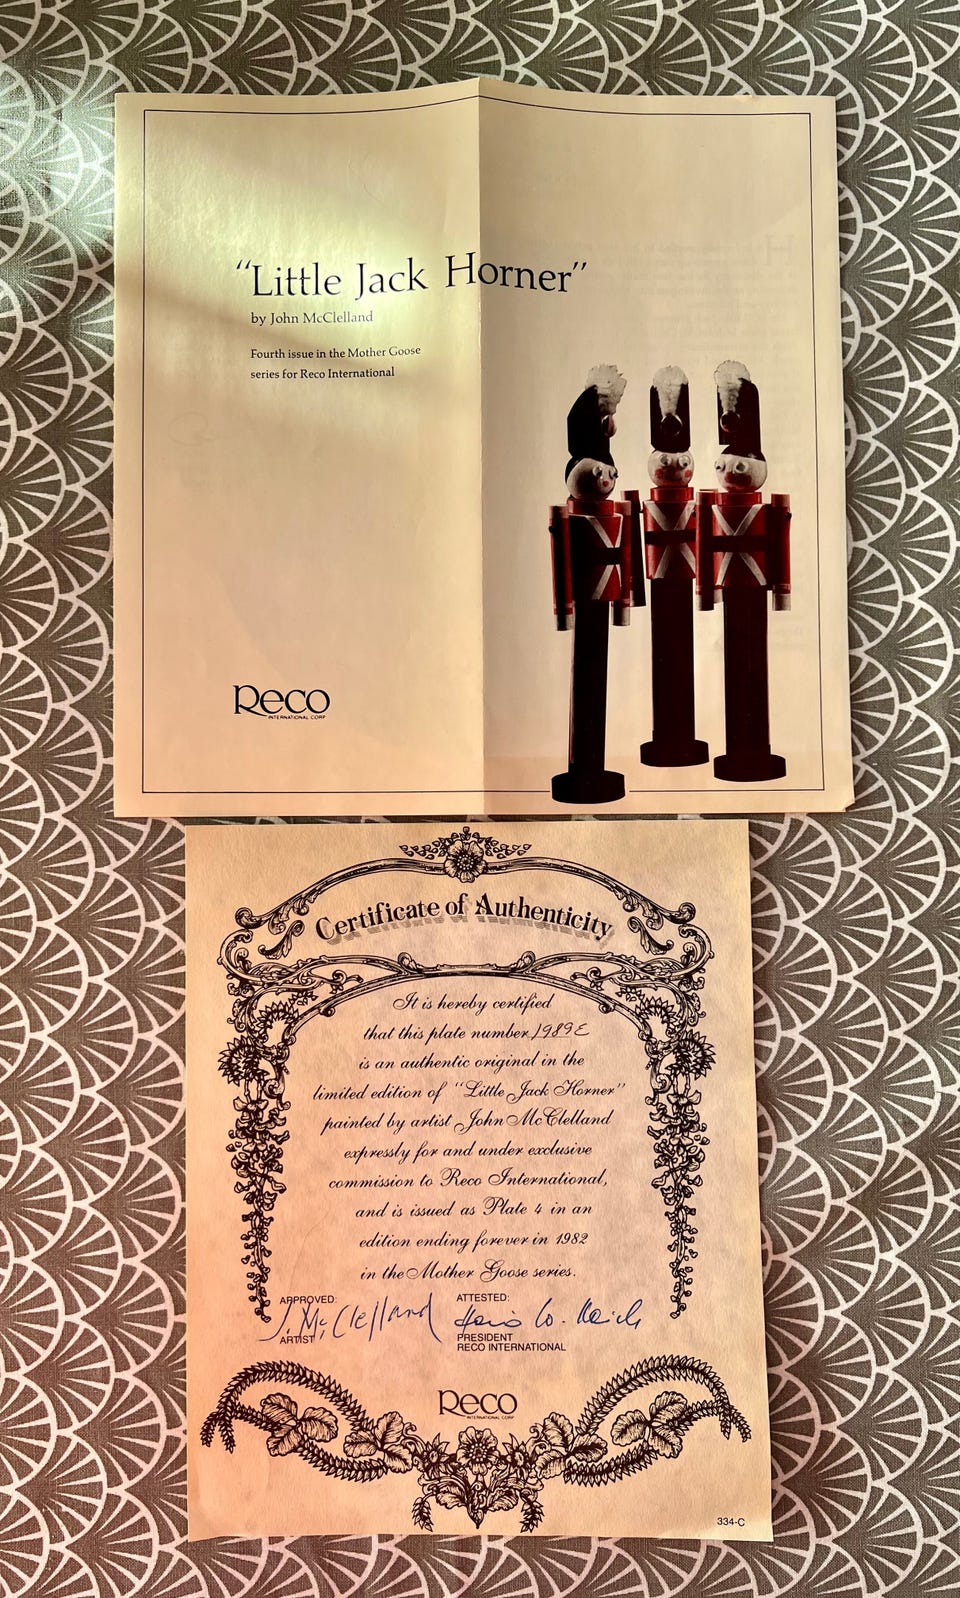 “Little Jack Horner”
by John McClelland
Fourth issue in the Mother Goose
series for Reco International
Reco
INTERNATIONAL CORP
Certificate of Authenticity
It is hereby certified
that this plate number 1989E
is an authentic original in the
limited edition of “Little Jack Horner”
painted by artist John McClelland
expressly for and under exclusive
commission to Reco International,
and is issued as Plate 4 in an
edition ending forever in 1982
in the Mother Goose series.
APPROVED:
J. McClelland
ARTIST
ATTESTED:
PRESIDENT
RECO INTERNATIONAL
Reco
INTERNATIONAL CORP
334-C